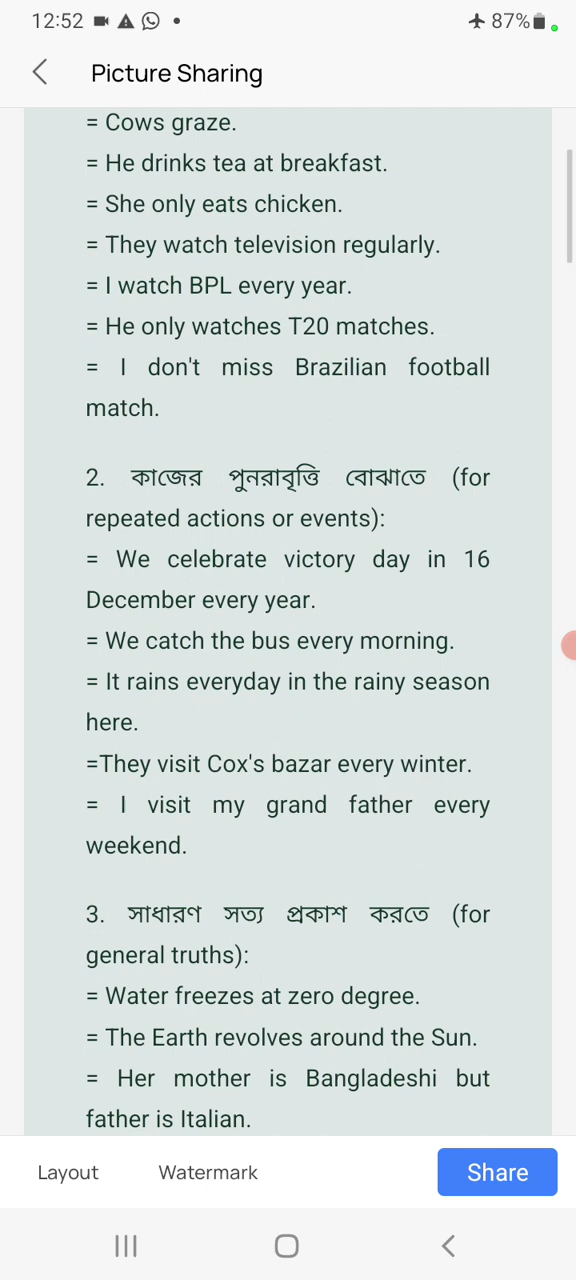 12:52
87%
Picture Sharing
= Cows graze.
= He drinks tea at breakfast.
= She only eats chicken.
= They watch television regularly.
= I watch BPL every year.
= He only watches T20 matches.
= I don't miss Brazilian football
match.
2. কাজের পুনরাবৃত্তি বোঝাতে (for
repeated actions or events):
= We celebrate victory day in 16
December every year.
= We catch the bus every morning.
= It rains everyday in the rainy season
here.
=They visit Cox's bazar every winter.
= I visit my grand father every
weekend.
3. সাধারণ সত্য প্রকাশ করতে (for
general truths):
= Water freezes at zero degree.
= The Earth revolves around the Sun.
= Her mother is Bangladeshi but
father is Italian.
Layout
Watermark
Share